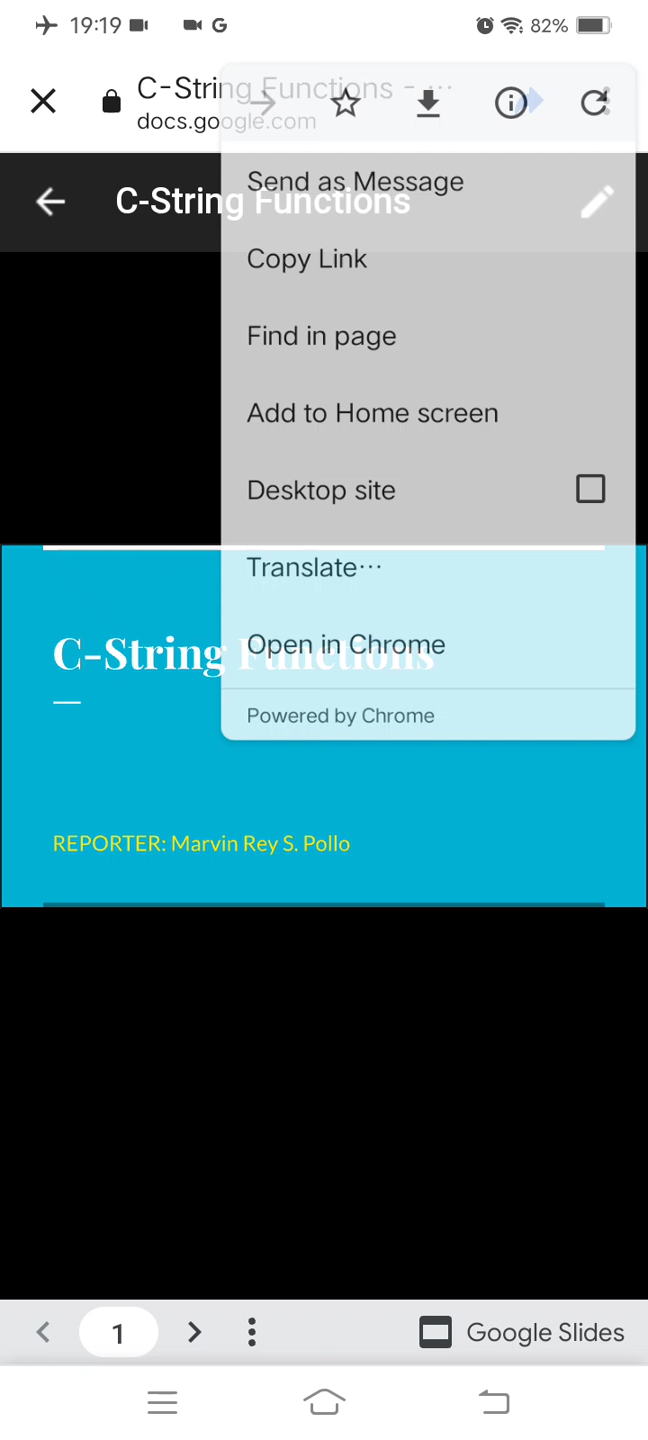 19:19
G
82%
C-String Functions - ...
docs.google.com
C-String Functions
Send as Message
Copy Link
Find in page
Add to Home screen
Desktop site
Translate...
Open in Chrome
Powered by Chrome
C-String Functions
REPORTER: Marvin Rey S. Pollo
1
Google Slides